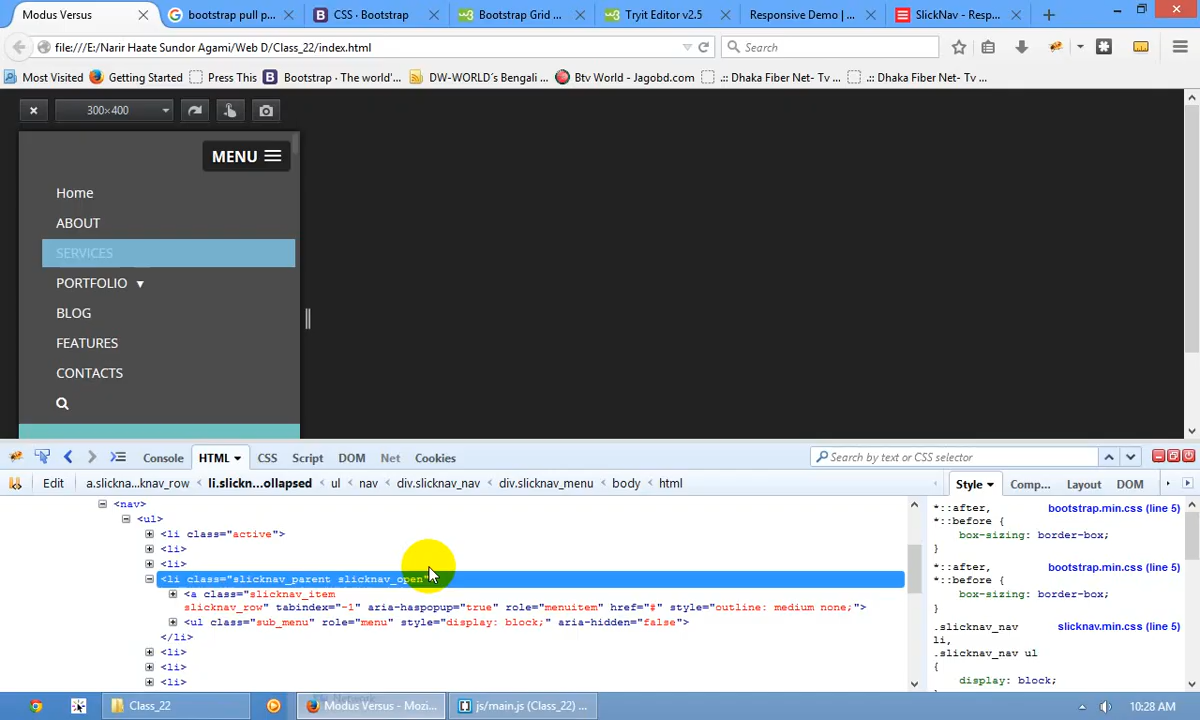 Modus Versus
bootstrap pull p...
CSS · Bootstrap
Bootstrap Grid ...
Tryit Editor v2.5
Responsive Demo | ...
SlickNav - Resp...
file:///E:/Narir Haate Sundor Agami/Web D/Class_22/index.html
Search
Most Visited
Getting Started
Press This
Bootstrap · The world'...
DW-WORLD´s Bengali ...
Btv World - Jagobd.com
.:: Dhaka Fiber Net- Tv ...
.:: Dhaka Fiber Net- Tv ...
300×400
MENU
Home
ABOUT
SERVICES
PORTFOLIO ▼
BLOG
FEATURES
CONTACTS
Console
HTML
CSS
Script
DOM
Net
Cookies
Search by text or CSS selector
Edit
a.slickna...knav_row < li.slickn...ollapsed < ul < nav < div.slicknav_nav < div.slicknav_menu < body < html
Style
Comp...
Layout
DOM
<nav>
<ul>
<li class="active">
<li>
<li>
<li class="slicknav_parent slicknav_open">
<a class="slicknav_item
slicknav_row" tabindex="-1" aria-haspopup="true" role="menuitem" href="#" style="outline: medium none;">
<ul class="sub_menu" role="menu" style="display: block;" aria-hidden="false">
</li>
<li>
<li>
<li>
*::after, bootstrap.min.css (line 5)
*::before {
box-sizing: border-box;
}
*::after, bootstrap.min.css (line 5)
*::before {
box-sizing: border-box;
}
.slicknav_nav slicknav.min.css (line 5)
li,
.slicknav_nav ul
{
display: block;
Class_22
Modus Versus - Mozi...
js/main.js (Class_22) ...
10:28 AM